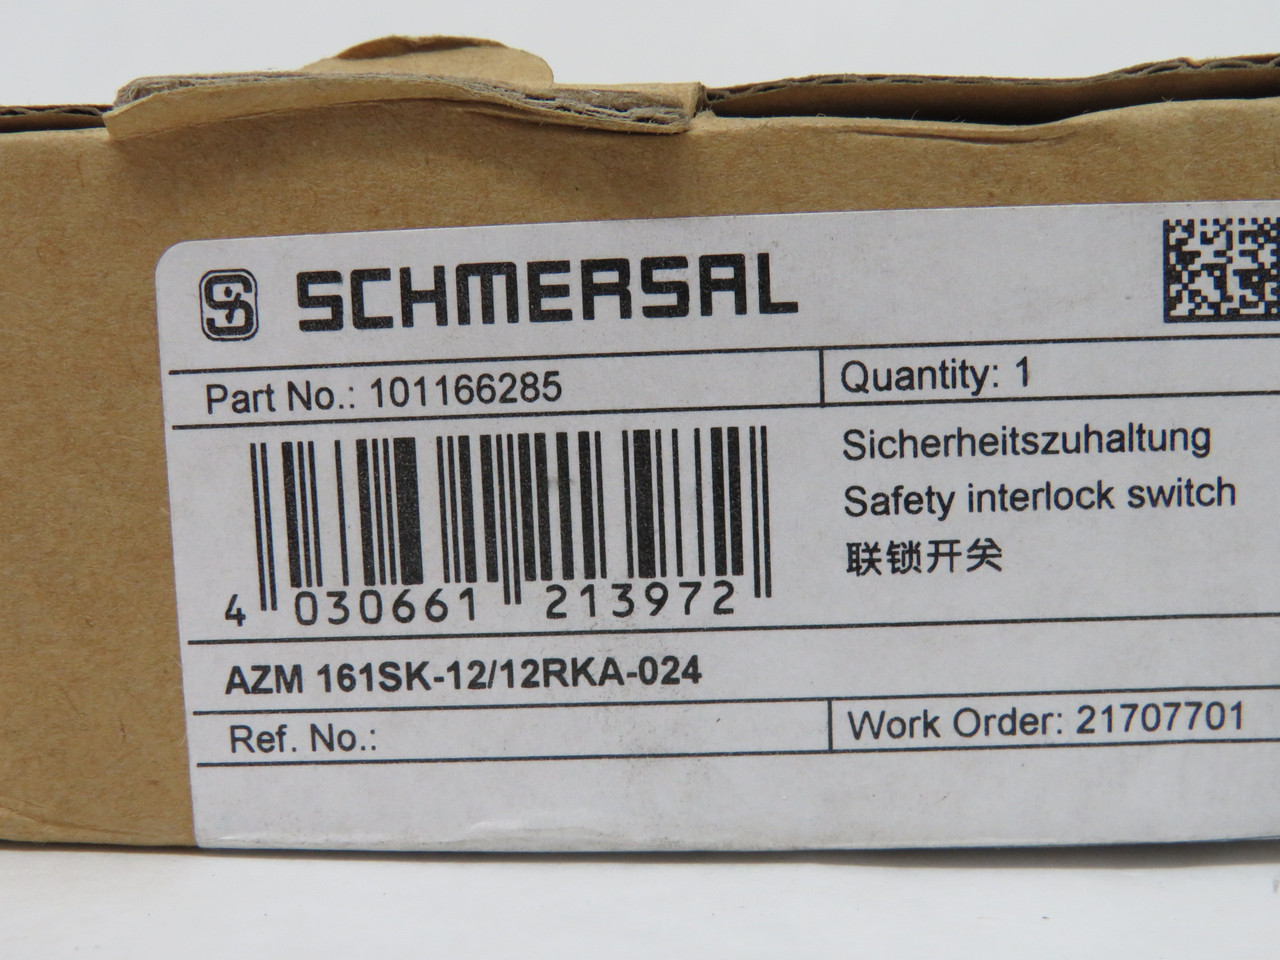 SCHMERSAL
Part No.: 101166285
Quantity: 1
Sicherheitszuhaltung
Safety interlock switch
联锁开关
4 030661 213972
AZM 161SK-12/12RKA-024
Ref. No.:
Work Order: 21707701